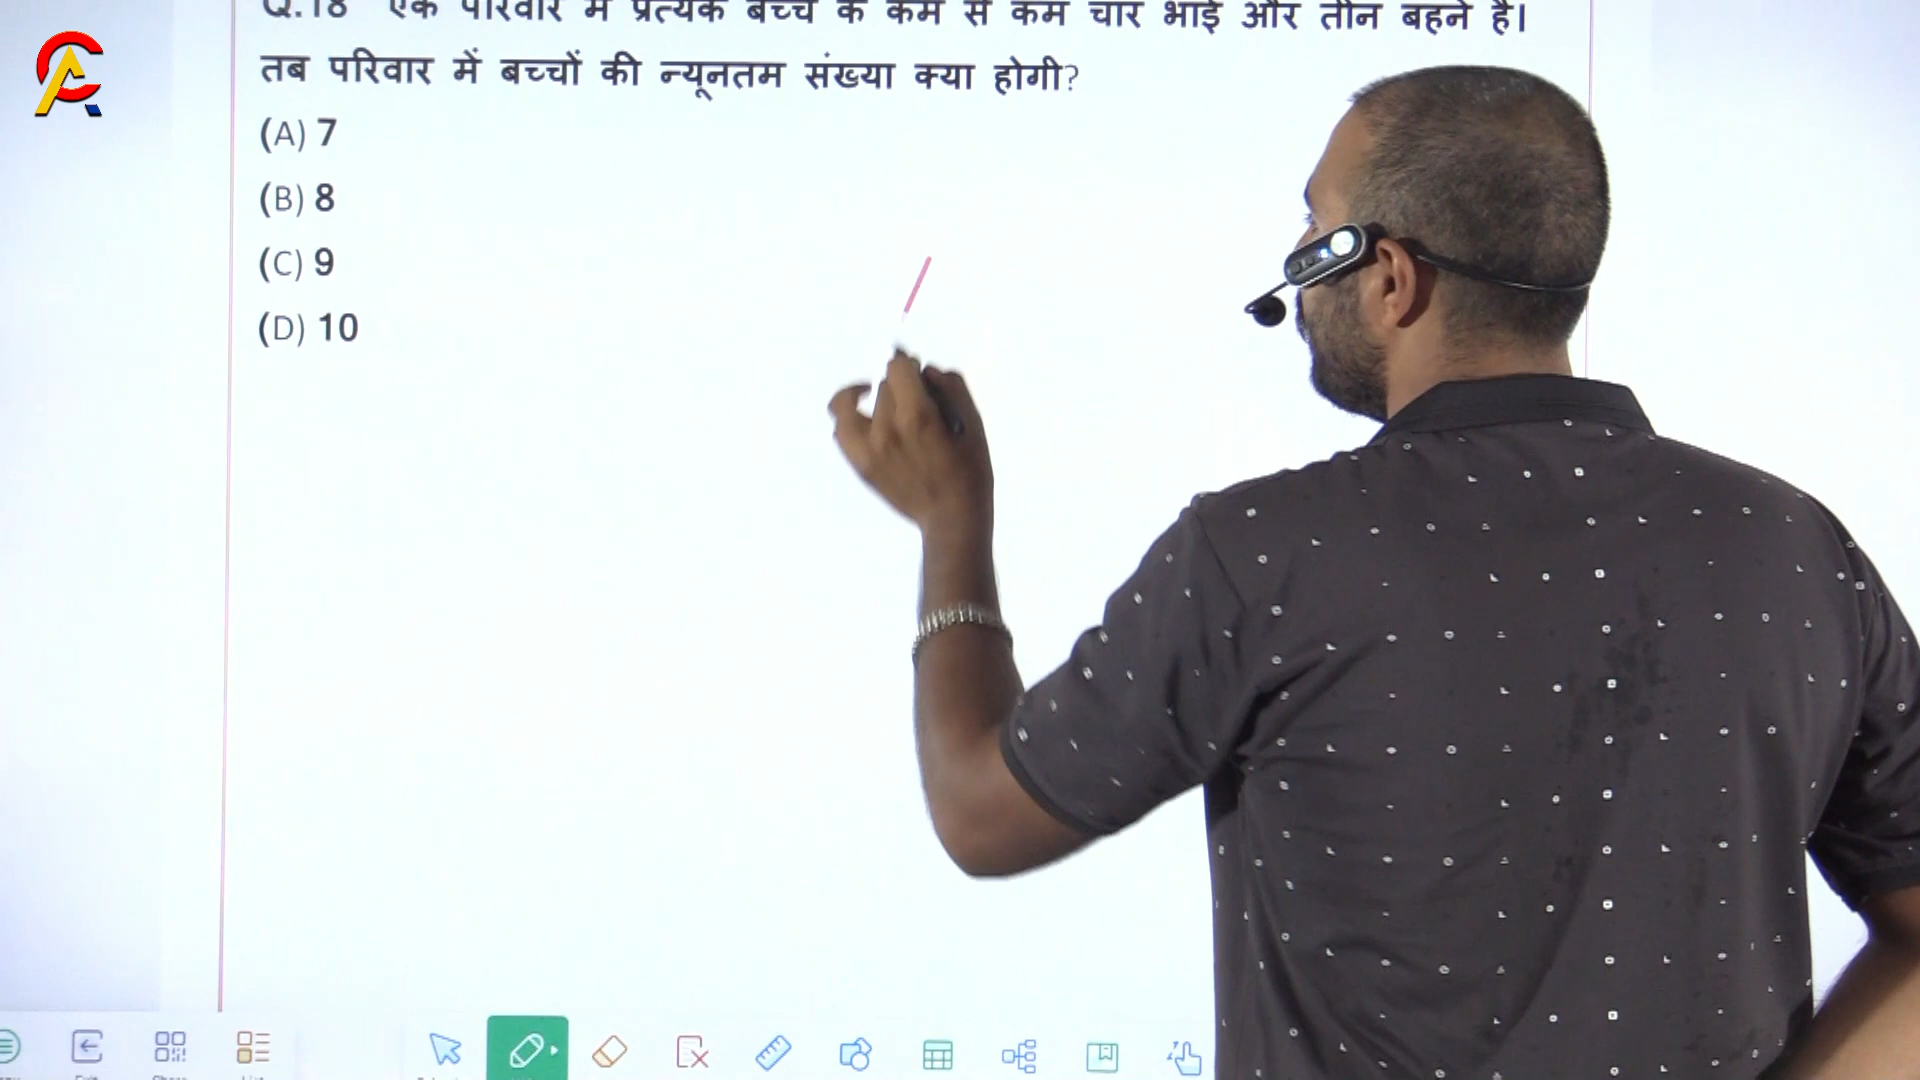 Q.18 एक परिवार में प्रत्येक बच्चे के कम से कम चार भाई और तीन बहनें हैं।
तब परिवार में बच्चों की न्यूनतम संख्या क्या होगी?
(A) 7
(B) 8
(C) 9
(D) 10